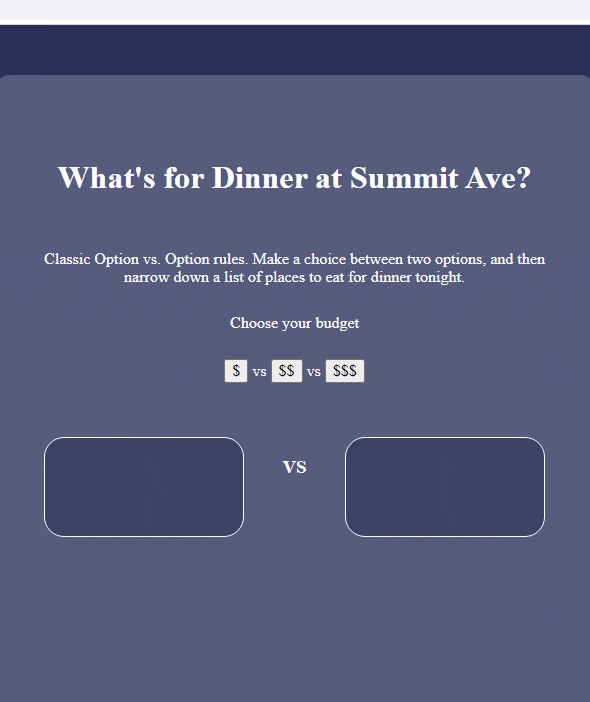 What's for Dinner at Summit Ave?
Classic Option vs. Option rules. Make a choice between two options, and then
narrow down a list of places to eat for dinner tonight.
Choose your budget
$ vs $$ vs $$$
VS